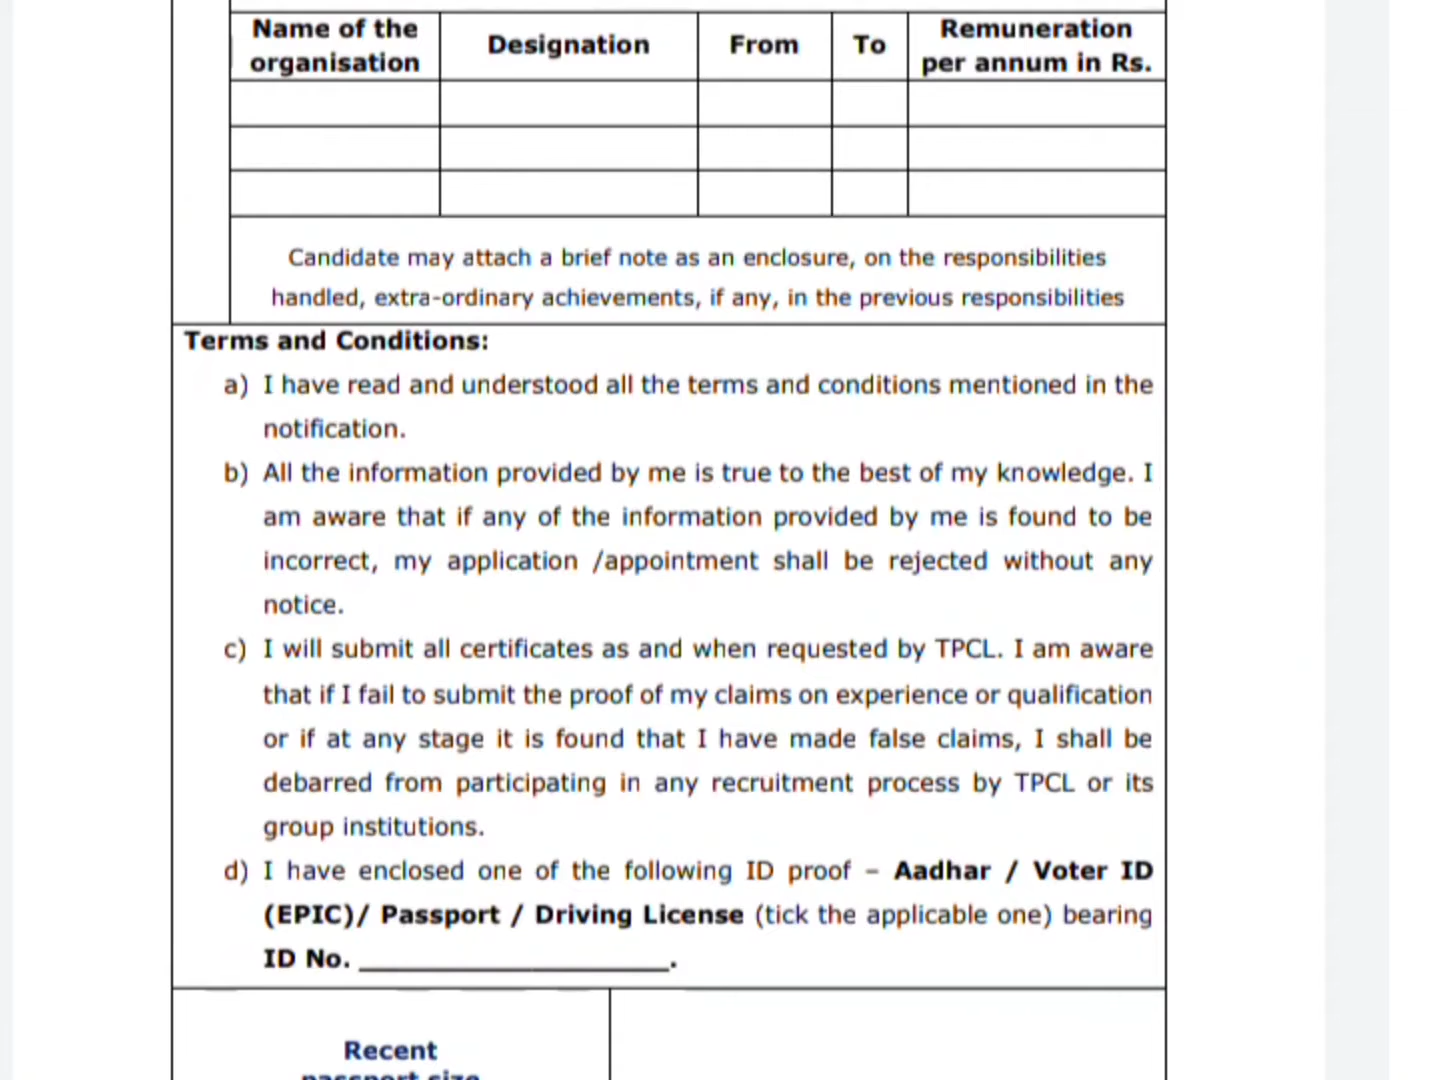 Name of the organisation Designation From To Remuneration per annum in Rs.
Candidate may attach a brief note as an enclosure, on the responsibilities
handled, extra-ordinary achievements, if any, in the previous responsibilities
Terms and Conditions:
a) I have read and understood all the terms and conditions mentioned in the
notification.
b) All the information provided by me is true to the best of my knowledge. I
am aware that if any of the information provided by me is found to be
incorrect, my application /appointment shall be rejected without any
notice.
c) I will submit all certificates as and when requested by TPCL. I am aware
that if I fail to submit the proof of my claims on experience or qualification
or if at any stage it is found that I have made false claims, I shall be
debarred from participating in any recruitment process by TPCL or its
group institutions.
d) I have enclosed one of the following ID proof – Aadhar / Voter ID
(EPIC)/ Passport / Driving License (tick the applicable one) bearing
ID No. ______________________.
Recent
passport size